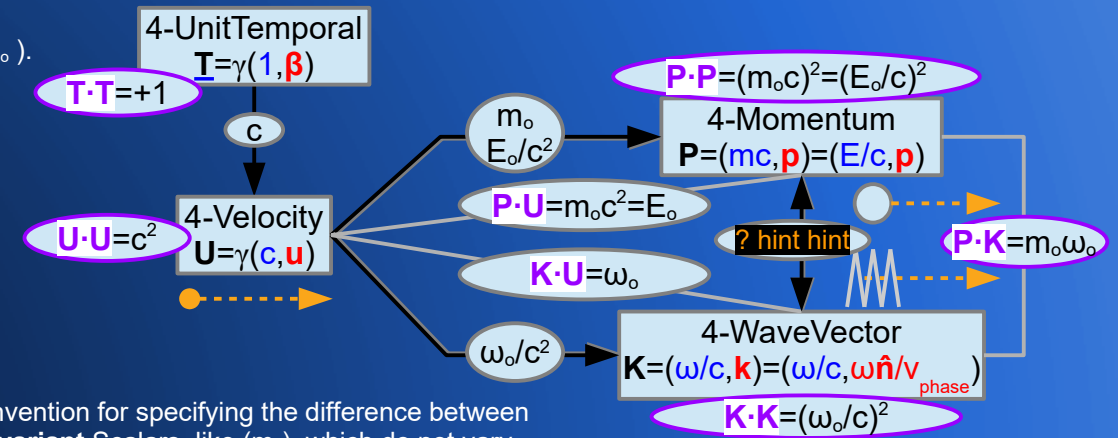 ₒ ).
4-UnitTemporal
T=γ(1,β)
T·T=+1
c
4-Velocity
U=γ(c,u)
U·U=c²
mₒ
Eₒ/c²
P·P=(mₒc)²=(Eₒ/c)²
4-Momentum
P=(mc,p)=(E/c,p)
P·U=mₒc²=Eₒ
? hint hint
P·K=mₒωₒ
K·U=ωₒ
ωₒ/c²
4-WaveVector
K=(ω/c,k)=(ω/c,ωn̂/v_phase)
K·K=(ωₒ/c)²
nvention for specifying the difference between